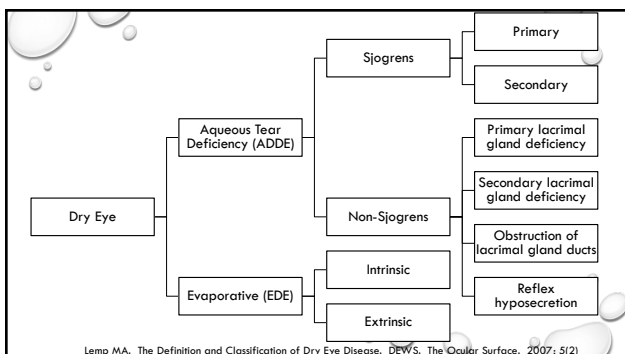 Dry Eye
Aqueous Tear
Deficiency (ADDE)
Sjogrens
Primary
Secondary
Non-Sjogrens
Primary lacrimal
gland deficiency
Secondary lacrimal
gland deficiency
Obstruction of
lacrimal gland ducts
Reflex
hyposecretion
Evaporative (EDE)
Intrinsic
Extrinsic
Lemp MA. The Definition and Classification of Dry Eye Disease. DEWS. The Ocular Surface. 2007; 5(2)